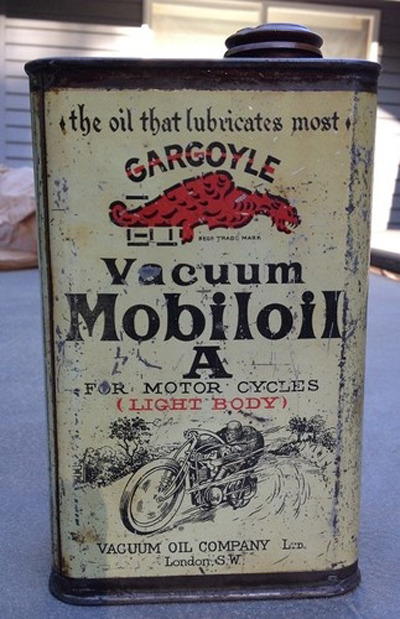 the oil that lubricates most
GARGOYLE
REGD TRADE MARK
Vacuum
Mobiloil
A
FOR MOTOR CYCLES
(LIGHT BODY)
VACUUM OIL COMPANY LTD.
London, S.W.